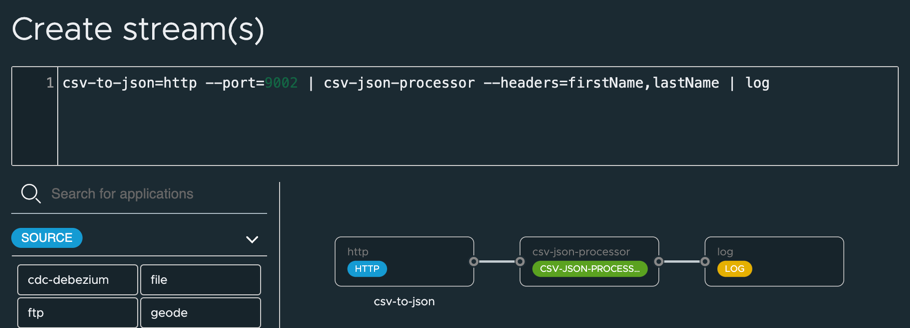 Create stream(s)
1 csv-to-json=http --port=9002 | csv-json-processor --headers=firstName,lastName | log
Search for applications
SOURCE
cdc-debezium file
ftp geode
http csv-json-processor log
HTTP CSV-JSON-PROCESS... LOG
csv-to-json